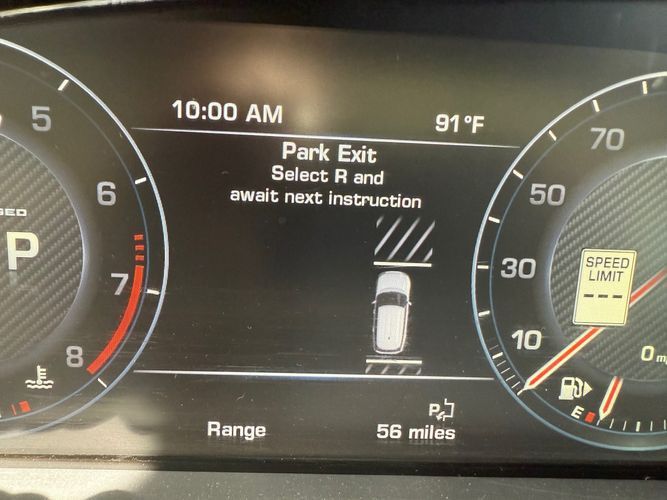 10:00 AM
91°F
Park Exit
Select R and
await next instruction
5
6
7
8
P
70
50
30
10
SPEED
LIMIT
---
0
E
P
Range
56 miles